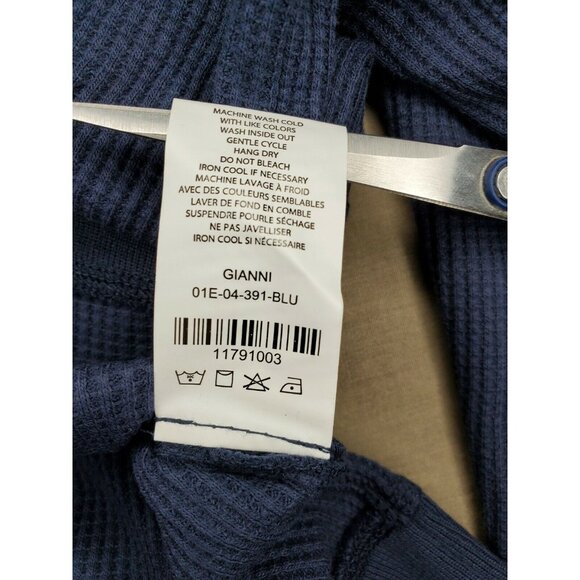 MACHINE WASH COLD
WITH LIKE COLORS
WASH INSIDE OUT
GENTLE CYCLE
HANG DRY
DO NOT BLEACH
IRON COOL IF NECESSARY
MACHINE LAVAGE À FROID
AVEC DES COULEURS SEMBLABLES
LAVER DE FOND EN COMBLE
SUSPENDRE POURLE SÉCHAGE
NE PAS JAVELLISER
IRON COOL SI NÉCESSAIRE
GIANNI
01E-04-391-BLU
11791003